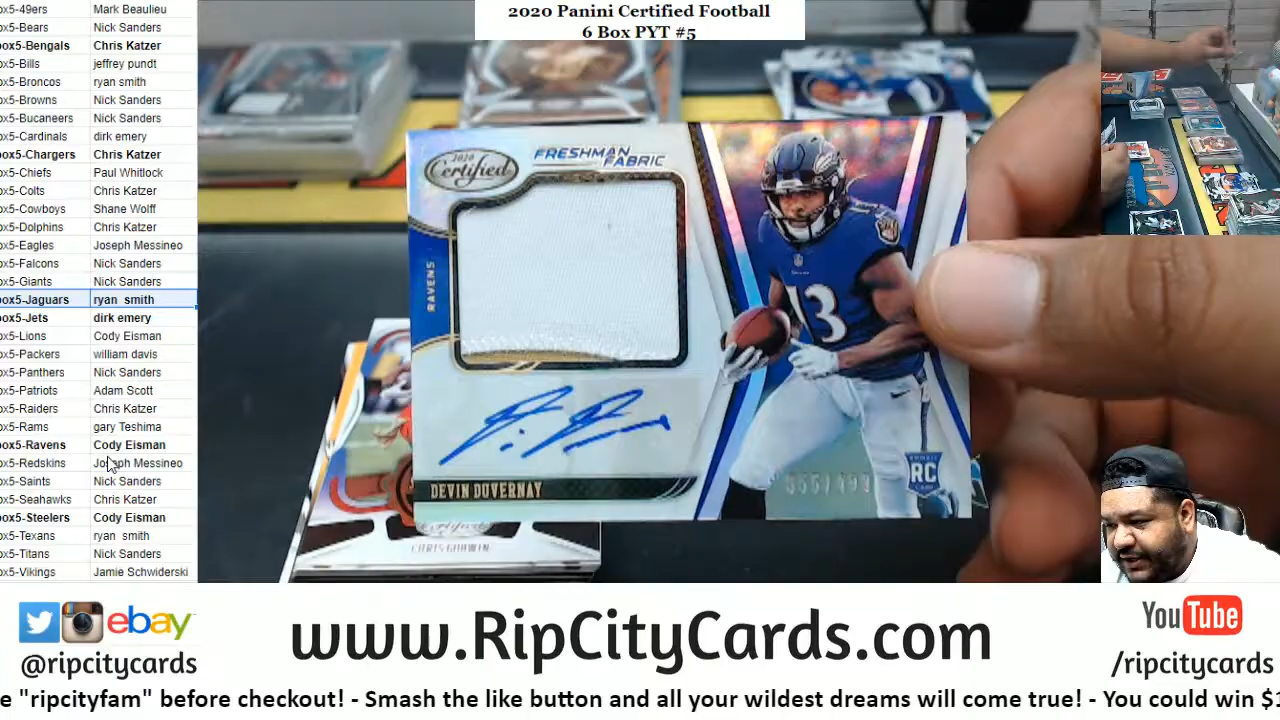 2020 Panini Certified Football
6 Box PYT #5
ox5-49ers Mark Beaulieu
ox5-Bears Nick Sanders
ox5-Bengals Chris Katzer
ox5-Bills jeffrey pundt
ox5-Broncos ryan smith
ox5-Browns Nick Sanders
ox5-Bucaneers Nick Sanders
ox5-Cardinals dirk emery
ox5-Chargers Chris Katzer
ox5-Chiefs Paul Whitlock
ox5-Colts Chris Katzer
ox5-Cowboys Shane Wolff
ox5-Dolphins Chris Katzer
ox5-Eagles Joseph Messineo
ox5-Falcons Nick Sanders
ox5-Giants Nick Sanders
ox5-Jaguars ryan smith
ox5-Jets dirk emery
ox5-Lions Cody Eisman
ox5-Packers william davis
ox5-Panthers Nick Sanders
ox5-Patriots Adam Scott
ox5-Raiders Chris Katzer
ox5-Rams gary Teshima
ox5-Ravens Cody Eisman
ox5-Redskins Joseph Messineo
ox5-Saints Nick Sanders
ox5-Seahawks Chris Katzer
ox5-Steelers Cody Eisman
ox5-Texans ryan smith
ox5-Titans Nick Sanders
ox5-Vikings Jamie Schwiderski
2020
Certified
FRESHMAN
FABRIC
RAVENS
13
DEVIN DUVERNAY
RC
CHRIS GODWIN
ebay
@ripcitycards
www.RipCityCards.com
YouTube
/ripcitycards
e "ripcityfam" before checkout! - Smash the like button and all your wildest dreams will come true! - You could win $1